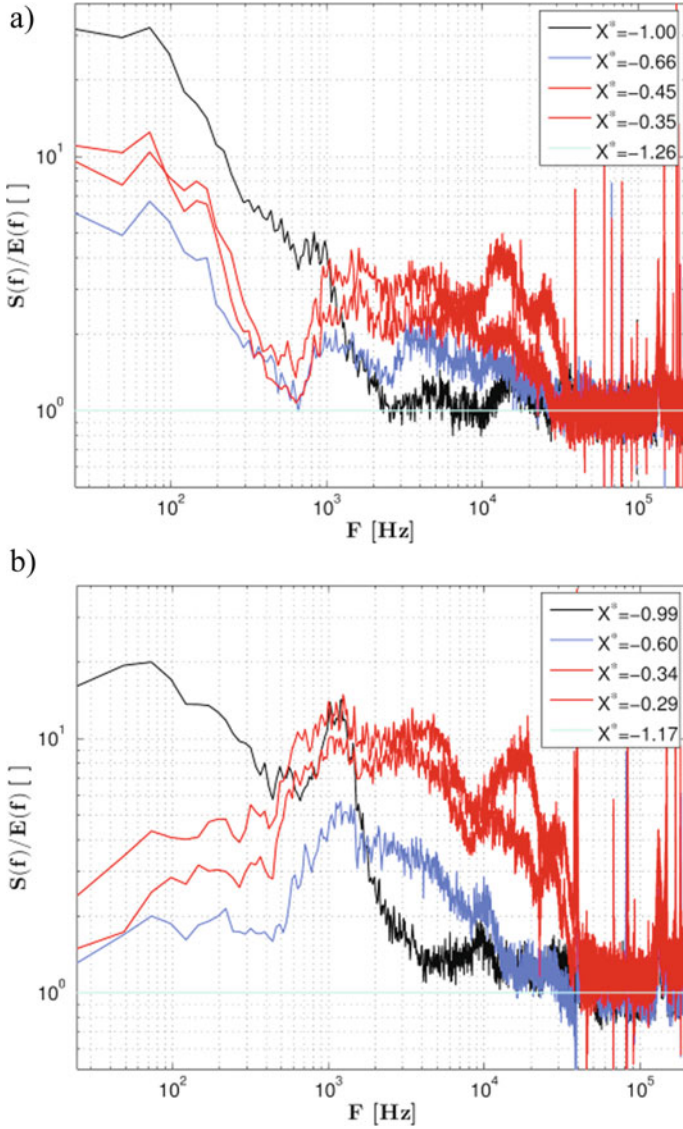 a)
X*=−1.00
X*=−0.66
X*=−0.45
X*=−0.35
X*=−1.26
S(f)/E(f) [ ]
10¹
10⁰
10² 10³ 10⁴ 10⁵
F [Hz]
b)
X*=−0.99
X*=−0.60
X*=−0.34
X*=−0.29
X*=−1.17
S(f)/E(f) [ ]
10¹
10⁰
10² 10³ 10⁴ 10⁵
F [Hz]